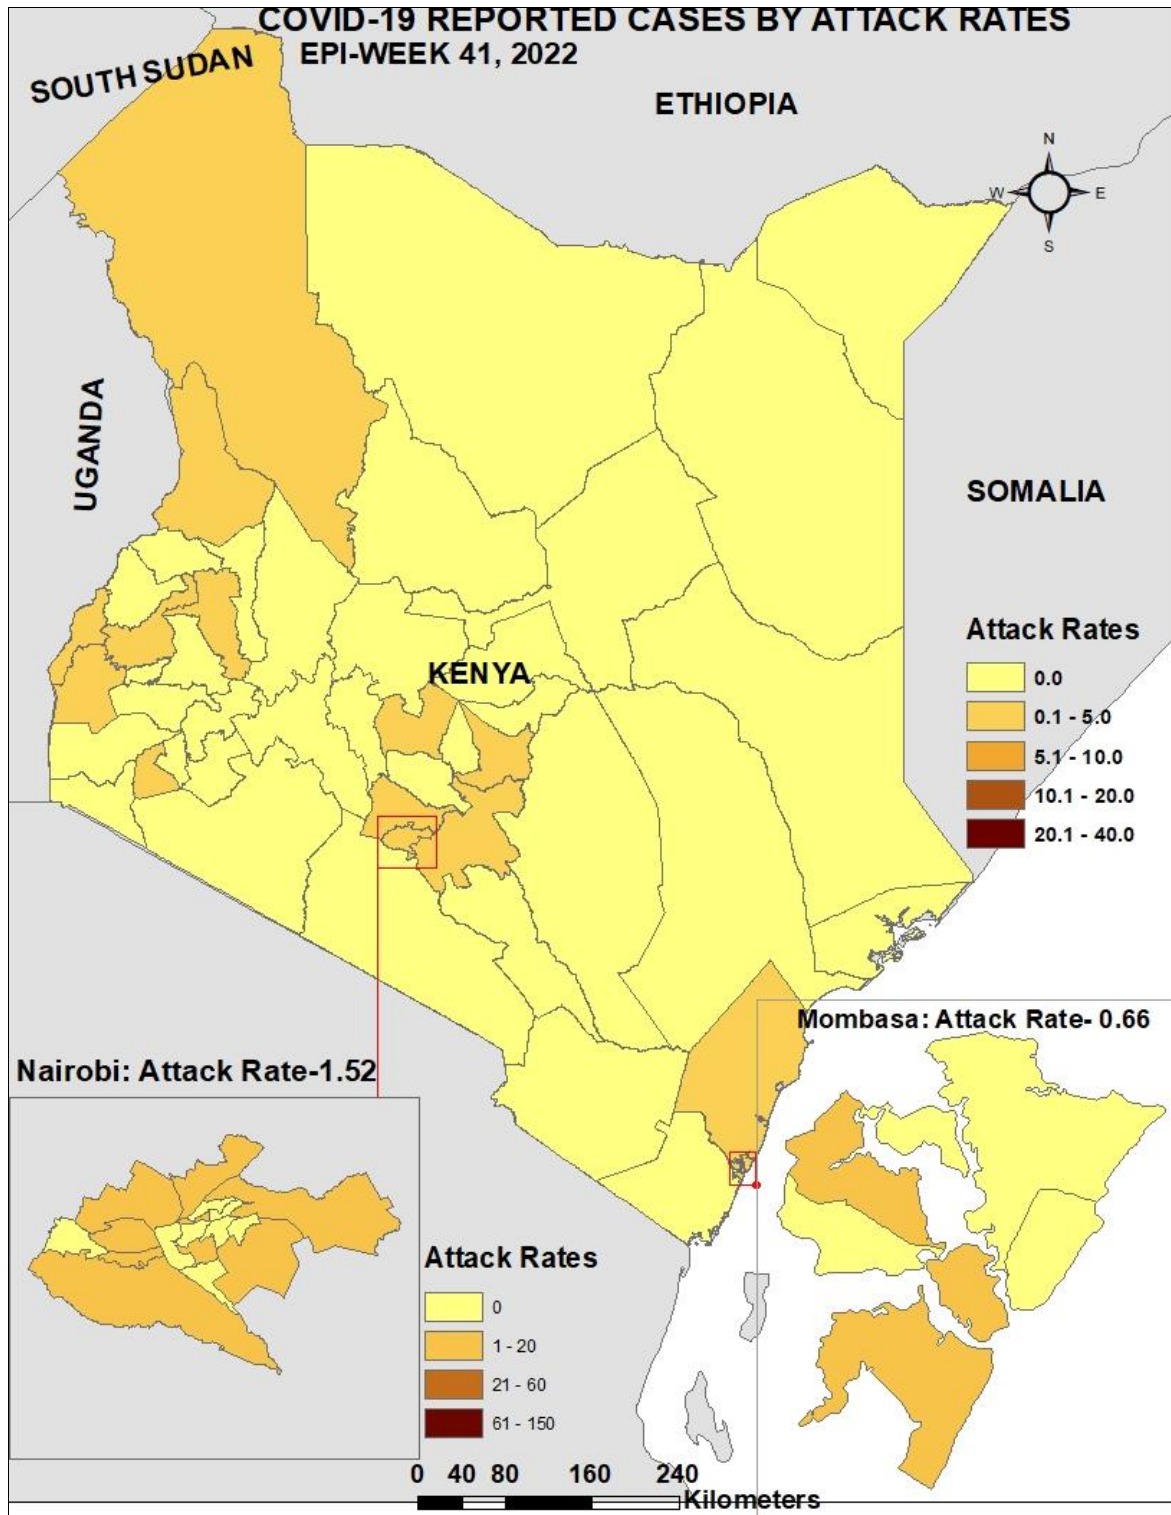 COVID-19 REPORTED CASES BY ATTACK RATES
EPI-WEEK 41, 2022
SOUTH SUDAN
ETHIOPIA
N
W
E
S
UGANDA
SOMALIA
KENYA
Attack Rates
0.0
0.1 - 5.0
5.1 - 10.0
10.1 - 20.0
20.1 - 40.0
Mombasa: Attack Rate- 0.66
Nairobi: Attack Rate-1.52
Attack Rates
0
1 - 20
21 - 60
61 - 150
0 40 80 160 240
Kilometers